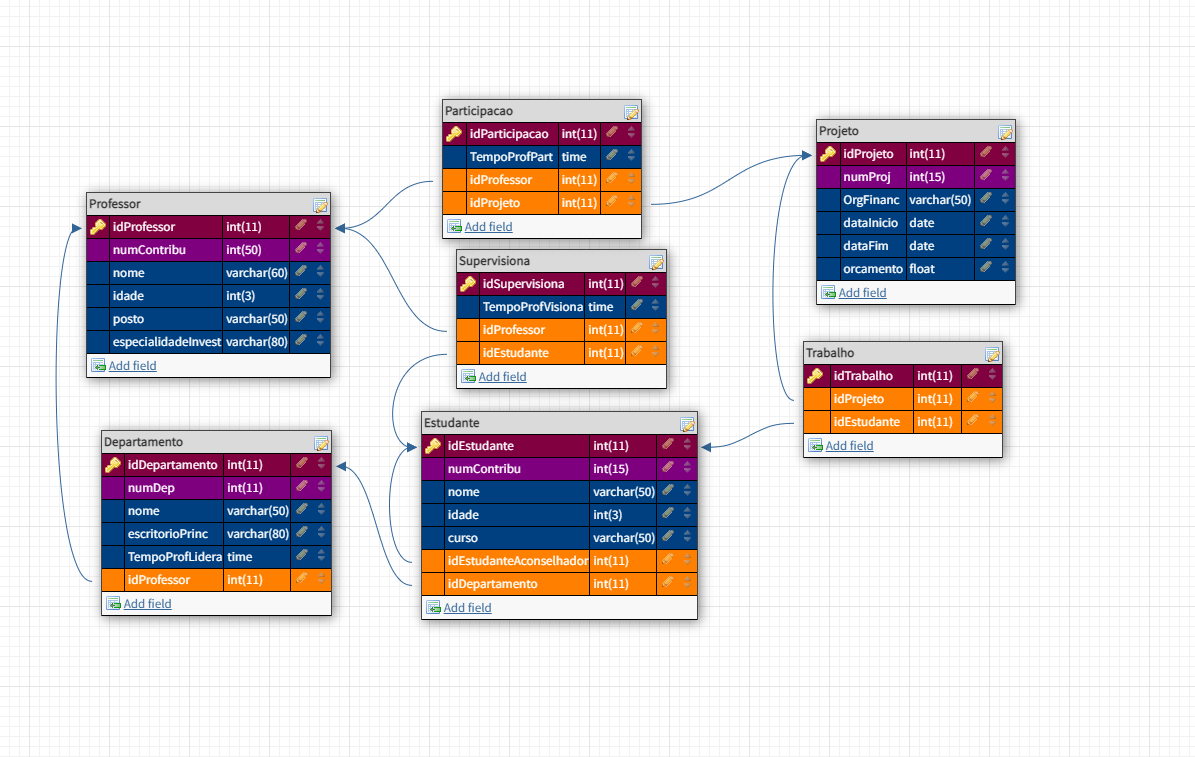 Participacao
idParticipacao int(11)
TempoProfPart time
idProfessor int(11)
idProjeto int(11)
Add field
Projeto
idProjeto int(11)
numProj int(15)
OrgFinanc varchar(50)
dataInicio date
dataFim date
orcamento float
Add field
Professor
idProfessor int(11)
numContribu int(50)
nome varchar(60)
idade int(3)
posto varchar(50)
especialidadeInvest varchar(80)
Add field
Supervisiona
idSupervisiona int(11)
TempoProfVisiona time
idProfessor int(11)
idEstudante int(11)
Add field
Trabalho
idTrabalho int(11)
idProjeto int(11)
idEstudante int(11)
Add field
Departamento
idDepartamento int(11)
numDep int(11)
nome varchar(50)
escritorioPrinc varchar(80)
TempoProfLidera time
idProfessor int(11)
Add field
Estudante
idEstudante int(11)
numContribu int(15)
nome varchar(50)
idade int(3)
curso varchar(50)
idEstudanteAconselhador int(11)
idDepartamento int(11)
Add field